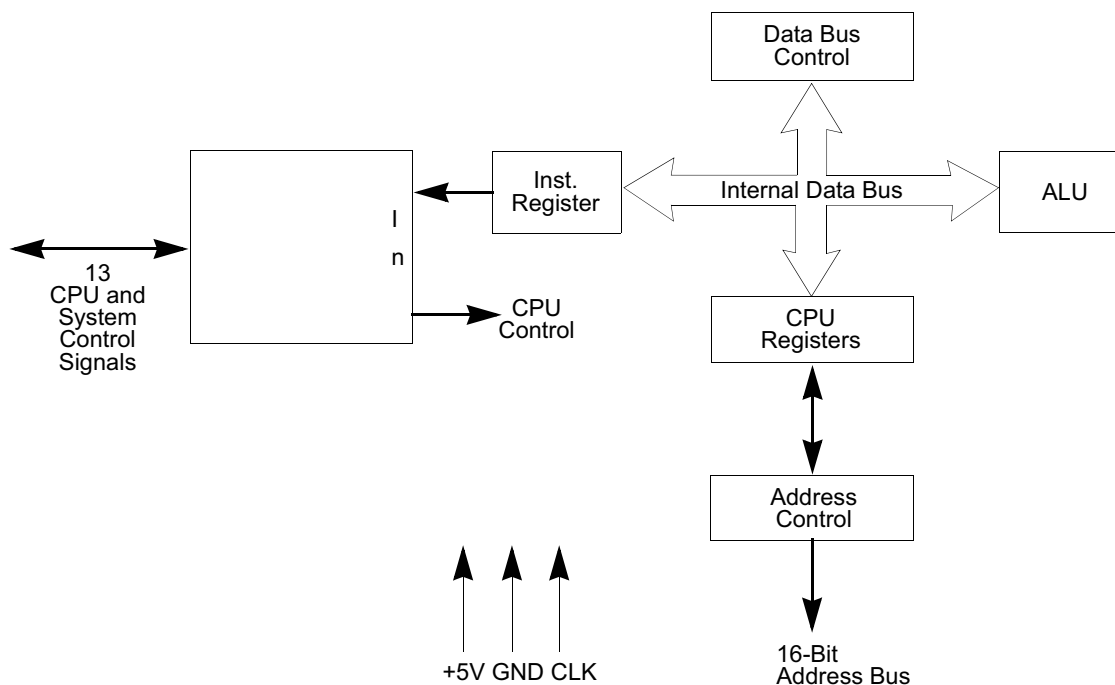 Data Bus
Control
Inst.
Register
Internal Data Bus
ALU
I
n
13
CPU and
System
Control
Signals
CPU
Control
CPU
Registers
Address
Control
+5V GND CLK
16-Bit
Address Bus